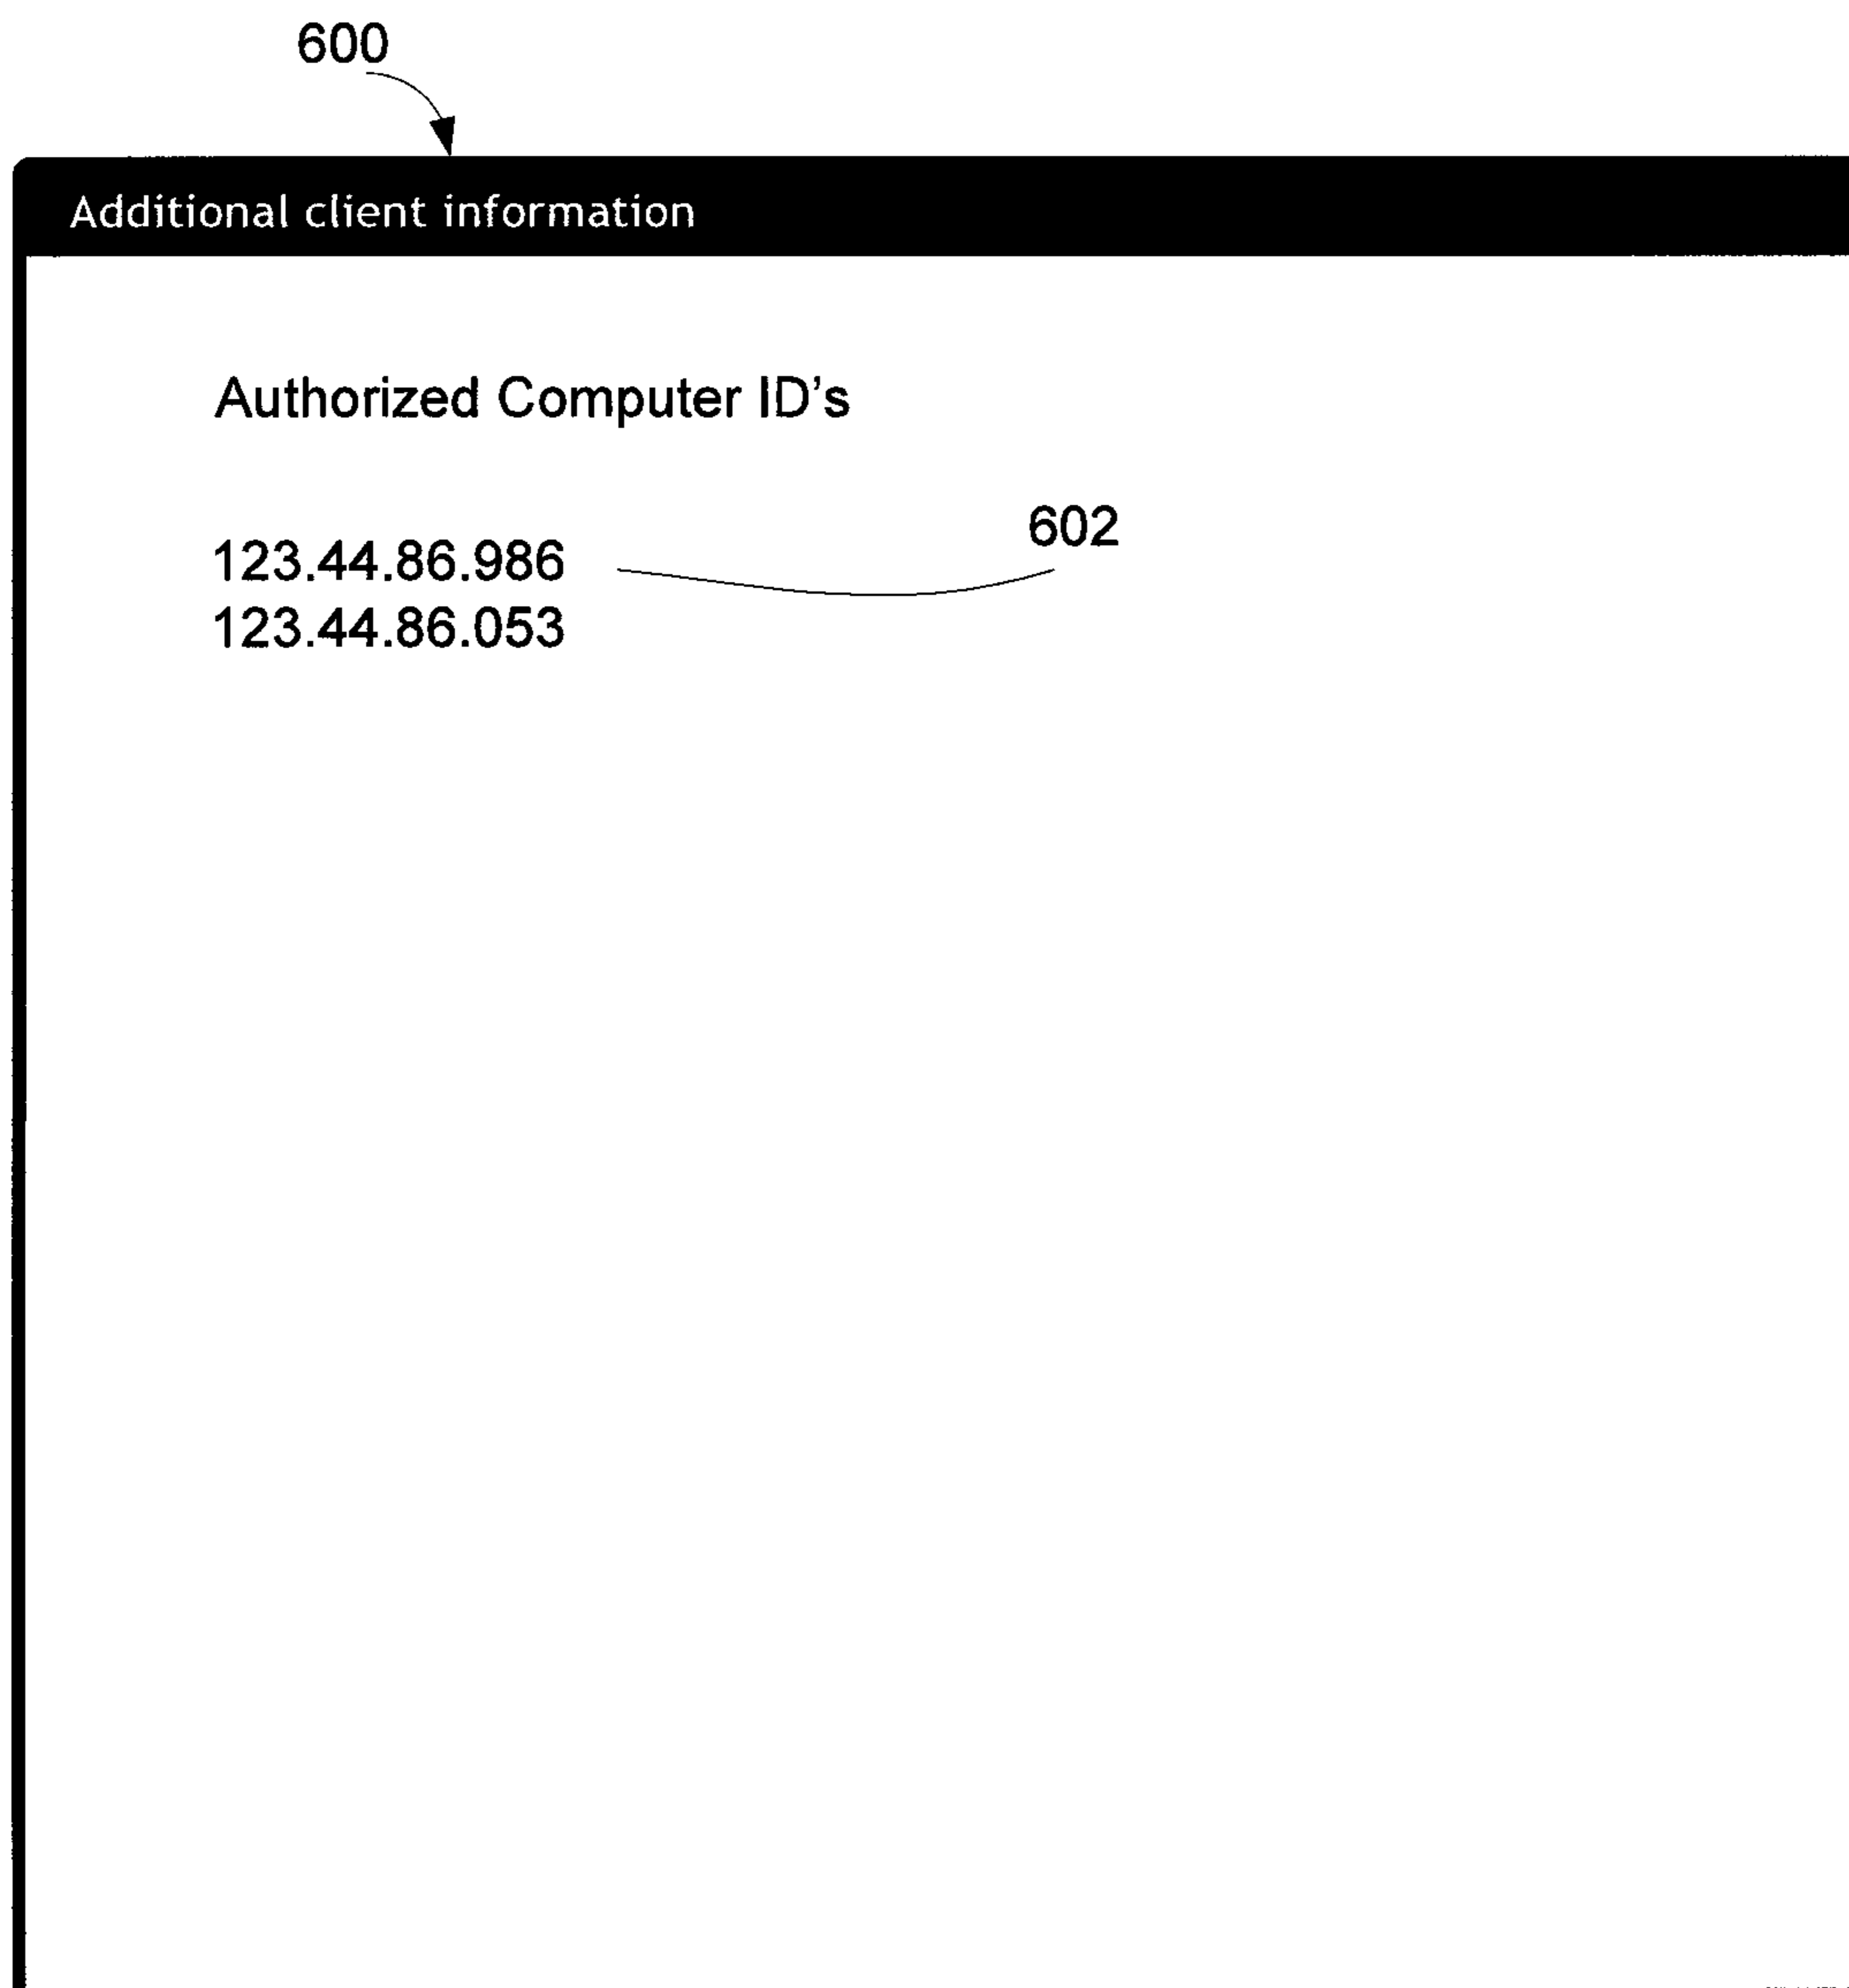 600
Additional client information
Authorized Computer ID’s
602
123.44.86.986
123.44.86.053